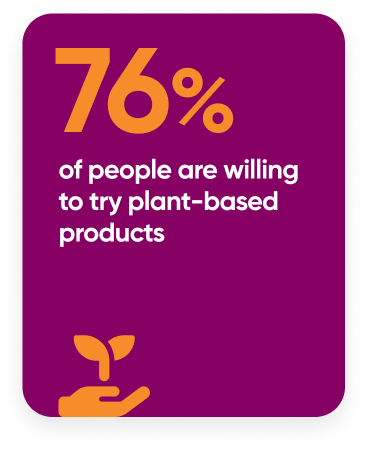 76%
of people are willing
to try plant-based
products